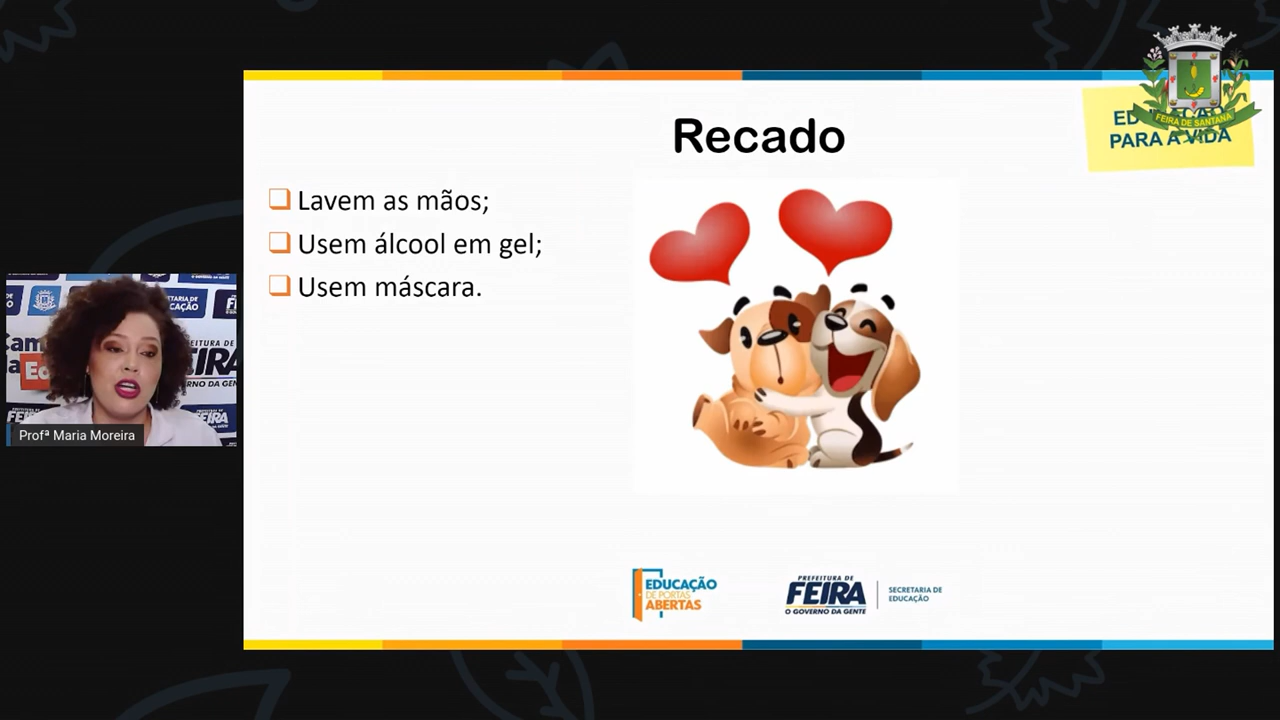 Recado
EDUCAÇÃO
PARA A VIDA
FEIRA DE SANTANA
❑ Lavem as mãos;
❑ Usem álcool em gel;
❑ Usem máscara.
Profª Maria Moreira
EDUCAÇÃO
DE PORTAS
ABERTAS
PREFEITURA DE
FEIRA
O GOVERNO DA GENTE
SECRETARIA DE
EDUCAÇÃO